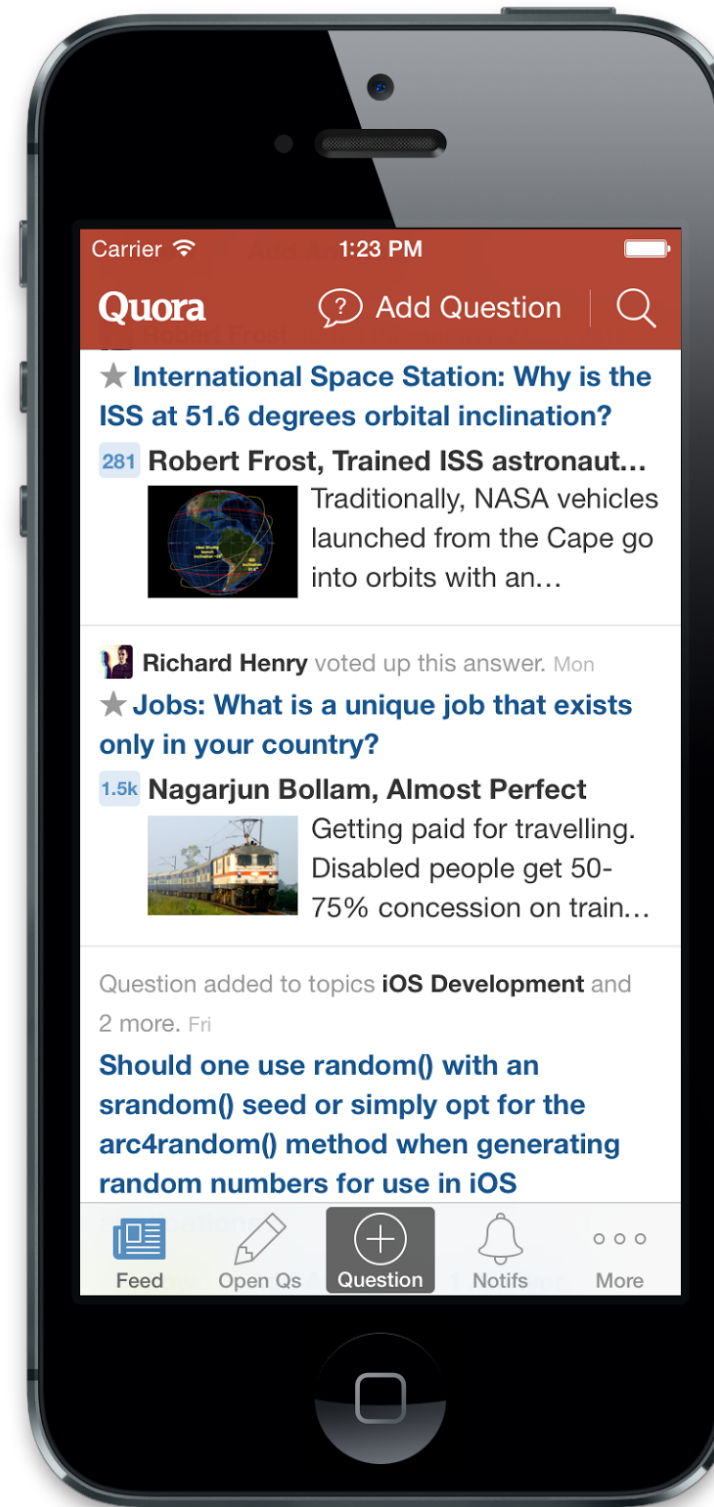 Carrier 1:23 PM
Quora ? Add Question
★ International Space Station: Why is the
ISS at 51.6 degrees orbital inclination?
281 Robert Frost, Trained ISS astronaut…
Traditionally, NASA vehicles
launched from the Cape go
into orbits with an…
Richard Henry voted up this answer. Mon
★ Jobs: What is a unique job that exists
only in your country?
1.5k Nagarjun Bollam, Almost Perfect
Getting paid for travelling.
Disabled people get 50-
75% concession on train…
Question added to topics iOS Development and
2 more. Fri
Should one use random() with an
srandom() seed or simply opt for the
arc4random() method when generating
random numbers for use in iOS
Feed Open Qs Question Notifs More